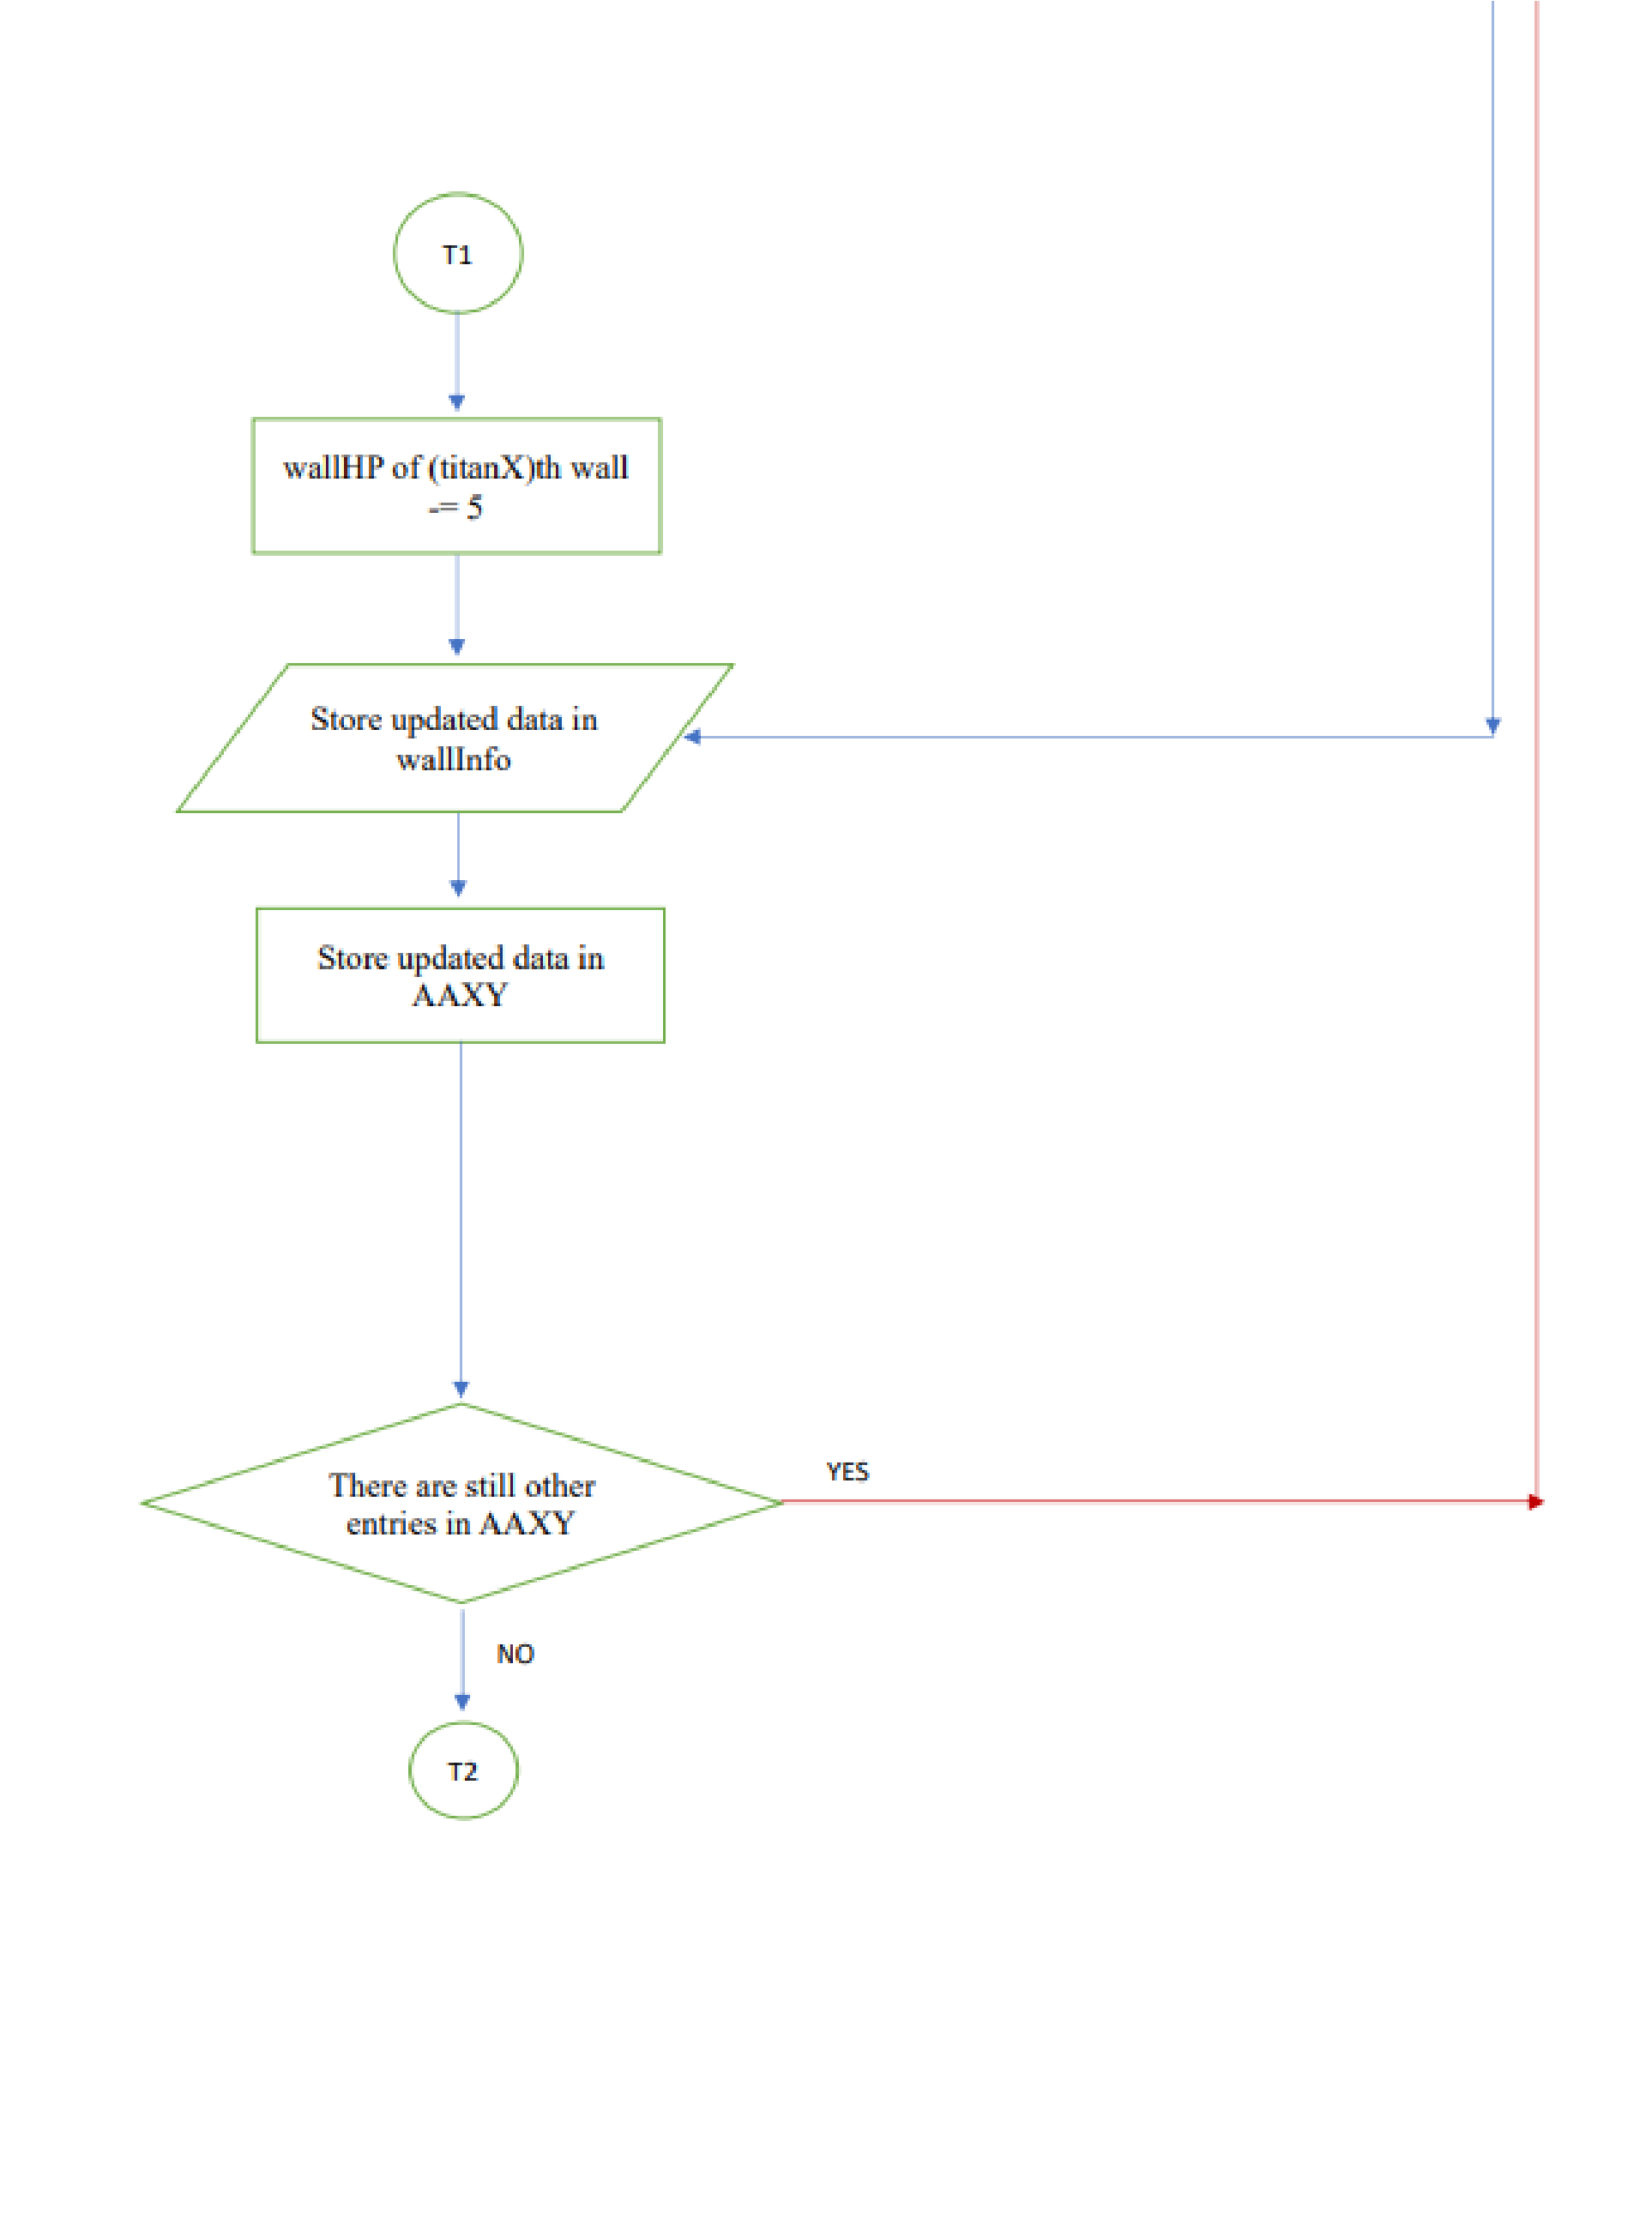 T1
wallHP of (titanX)th wall
-= 5
Store updated data in
wallInfo
Store updated data in
AAXY
There are still other
entries in AAXY
YES
NO
T2